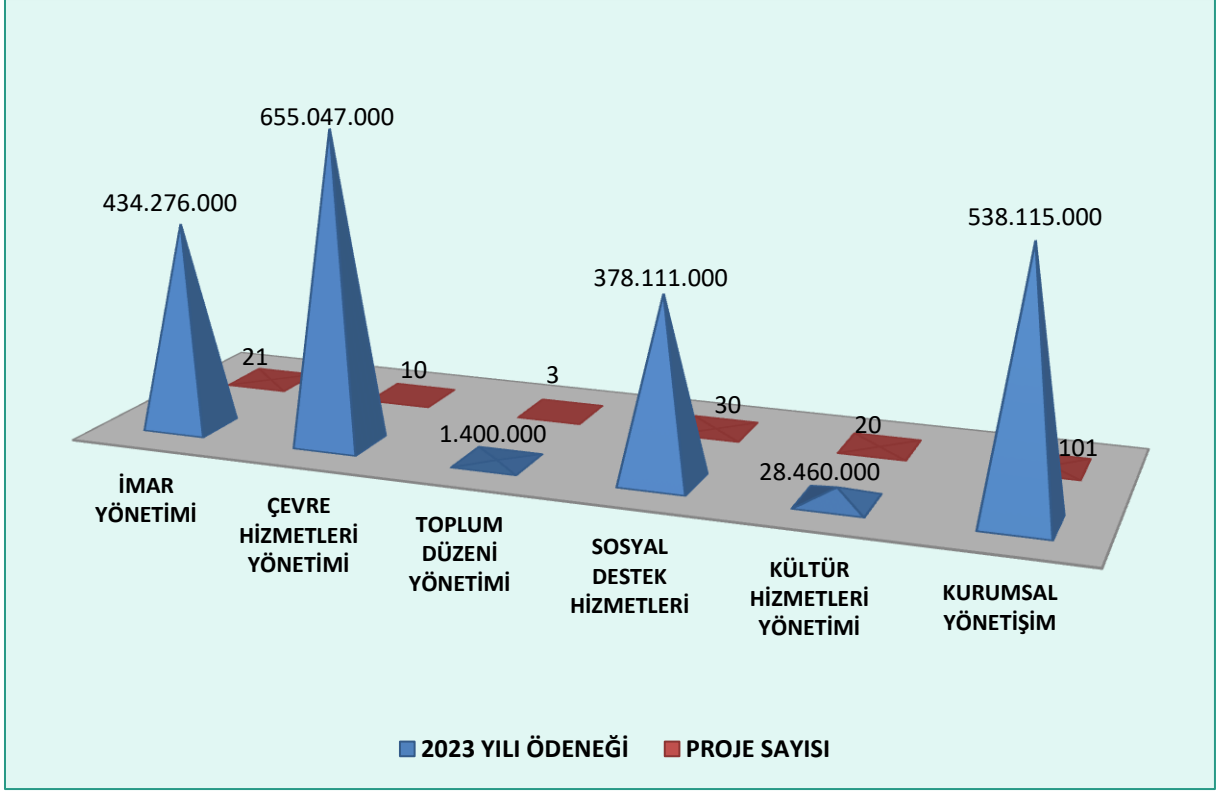 655.047.000
434.276.000
538.115.000
378.111.000
21
10
3
30
20
101
1.400.000
28.460.000
İMAR
YÖNETİMİ
ÇEVRE
HİZMETLERİ
YÖNETİMİ
TOPLUM
DÜZENİ
YÖNETİMİ
SOSYAL
DESTEK
HİZMETLERİ
KÜLTÜR
HİZMETLERİ
YÖNETİMİ
KURUMSAL
YÖNETİŞİM
2023 YILI ÖDENEĞİ
PROJE SAYISI